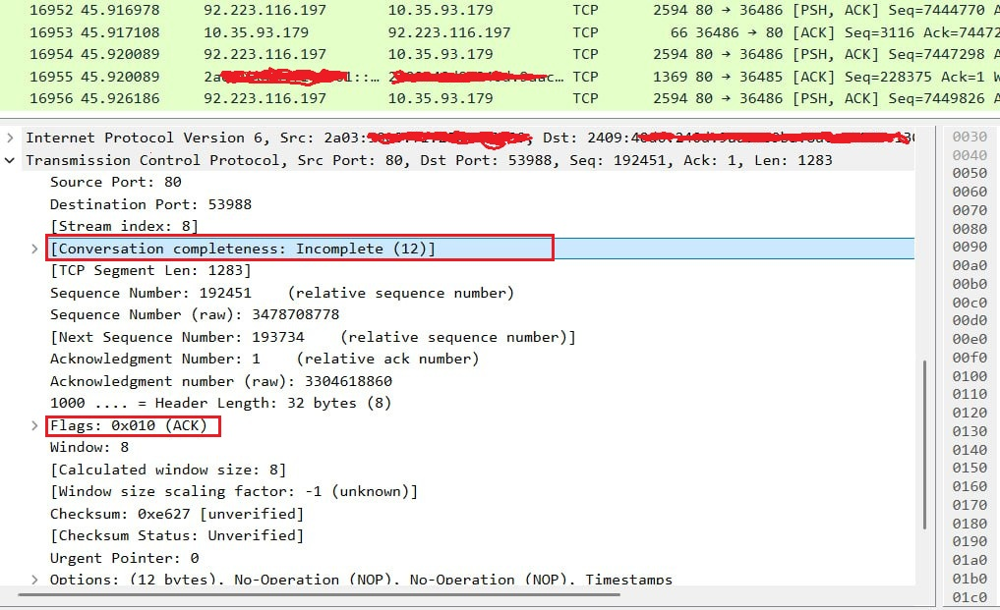 16952 45.916978 92.223.116.197 10.35.93.179 TCP 2594 80 → 36486 [PSH, ACK] Seq=7444770 A
16953 45.917108 10.35.93.179 92.223.116.197 TCP 66 36486 → 80 [ACK] Seq=3116 Ack=74472
16954 45.920089 92.223.116.197 10.35.93.179 TCP 2594 80 → 36486 [PSH, ACK] Seq=7447298 A
16955 45.920089 TCP 1369 80 → 36485 [ACK] Seq=228375 Ack=1 W
16956 45.926186 92.223.116.197 10.35.93.179 TCP 2594 80 → 36486 [PSH, ACK] Seq=7449826 A
Internet Protocol Version 6, Src: 2a03: Dst: 2409:
Transmission Control Protocol, Src Port: 80, Dst Port: 53988, Seq: 192451, Ack: 1, Len: 1283
Source Port: 80
Destination Port: 53988
[Stream index: 8]
[Conversation completeness: Incomplete (12)]
[TCP Segment Len: 1283]
Sequence Number: 192451 (relative sequence number)
Sequence Number (raw): 3478708778
[Next Sequence Number: 193734 (relative sequence number)]
Acknowledgment Number: 1 (relative ack number)
Acknowledgment number (raw): 3304618860
1000 .... = Header Length: 32 bytes (8)
Flags: 0x010 (ACK)
Window: 8
[Calculated window size: 8]
[Window size scaling factor: -1 (unknown)]
Checksum: 0xe627 [unverified]
[Checksum Status: Unverified]
Urgent Pointer: 0
Options: (12 bytes), No-Operation (NOP), No-Operation (NOP), Timestamps
0030
0040
0050
0060
0070
0080
0090
00a0
00b0
00c0
00d0
00e0
00f0
0100
0110
0120
0130
0140
0150
0160
0170
0180
0190
01a0
01b0
01c0